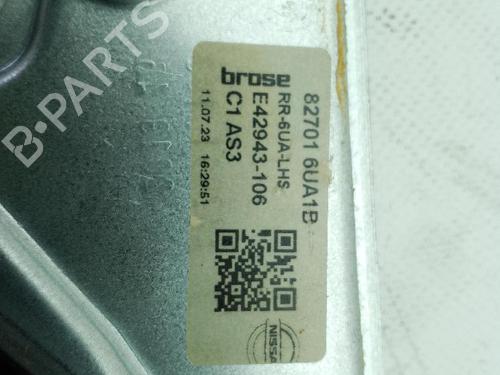 82701 6UA1B
brose
RR-6UA-LHS
E42943-106
C1 AS3
11.07.23 16:29:51
NISSAN
B-PARTS